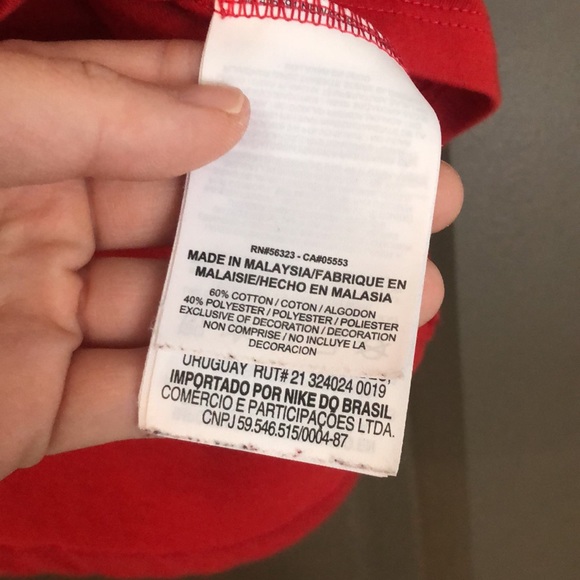 RN#56323 - CA#05553
MADE IN MALAYSIA/FABRIQUE EN
MALAISIE/HECHO EN MALASIA
60% COTTON / COTON / ALGODON
40% POLYESTER / POLYESTER / POLIESTER
EXCLUSIVE OF DECORATION / DECORATION
NON COMPRISE / NO INCLUYE LA
DECORACION
URUGUAY RUT# 21 324024 0019
IMPORTADO POR NIKE DO BRASIL
COMÉRCIO E PARTICIPAÇÕES LTDA.
CNPJ 59.546.515/0004-87